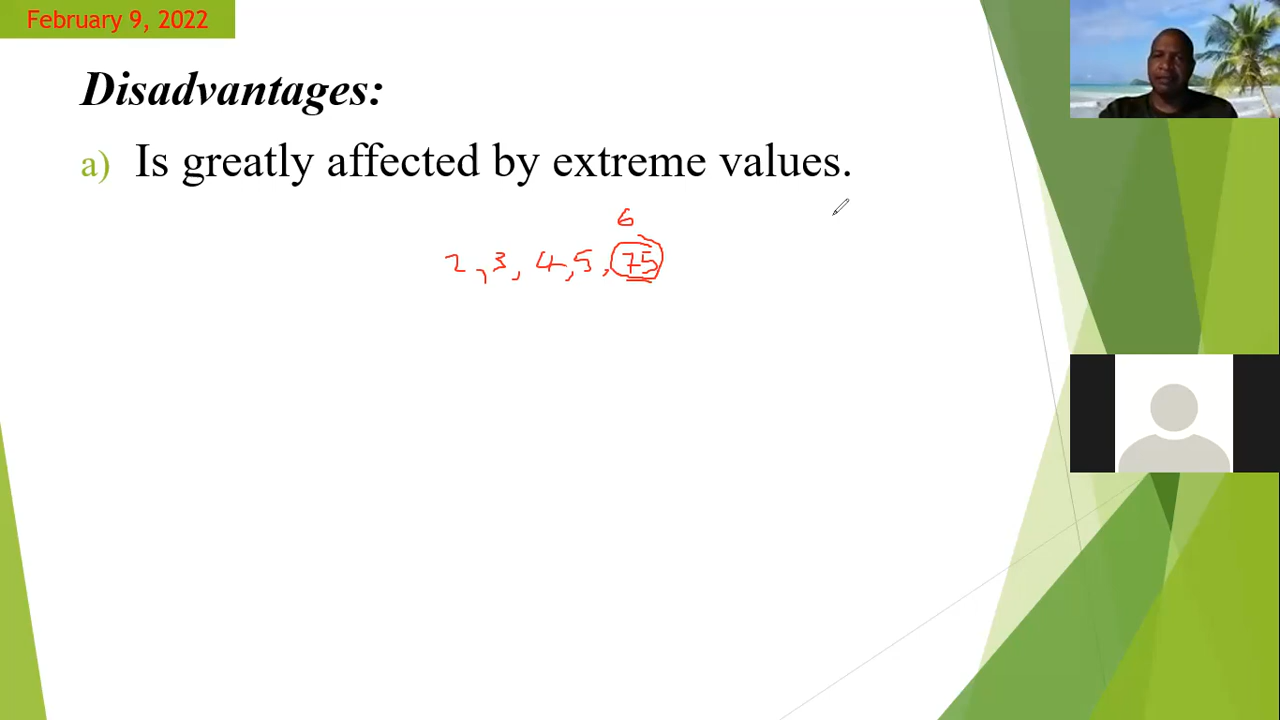 February 9, 2022
Disadvantages:
a) Is greatly affected by extreme values.
6
2, 3, 4, 5, 75